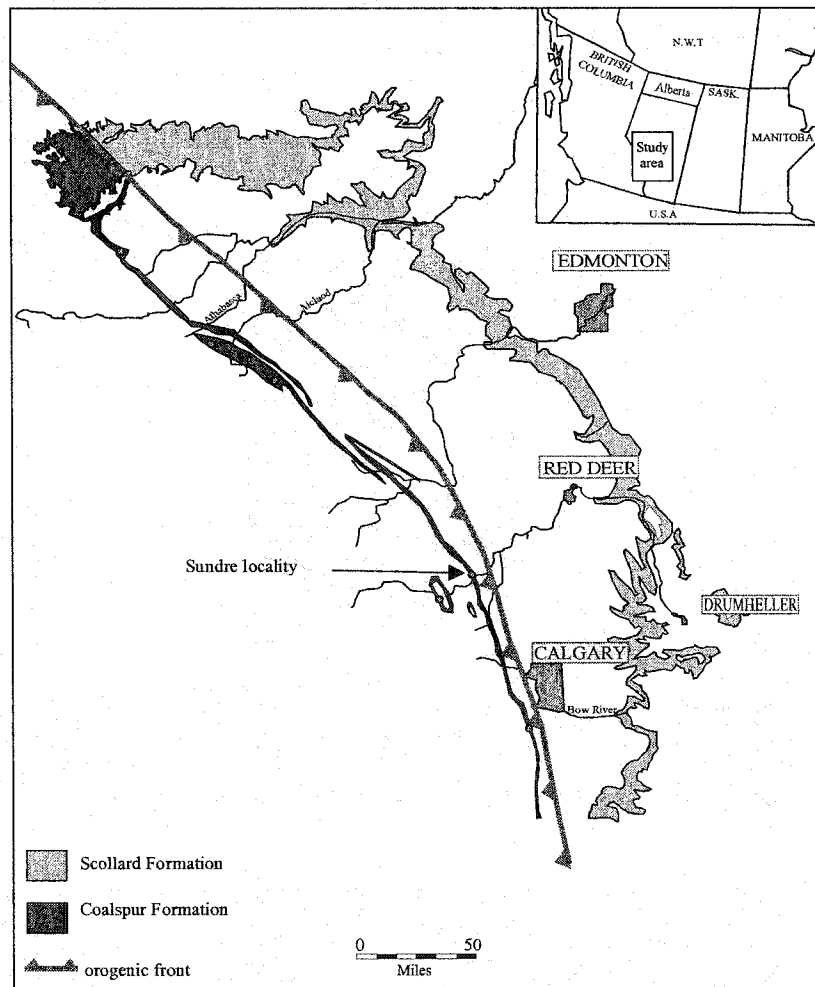 N.W.T
BRITISH
COLUMBIA
Alberta
SASK.
MANITOBA
Study
area
U.S.A
EDMONTON
Athabasca
Mcleod
RED DEER
Sundre locality
DRUMHELLER
CALGARY
Bow River
Scollard Formation
Coalspur Formation
orogenic front
0 50
Miles